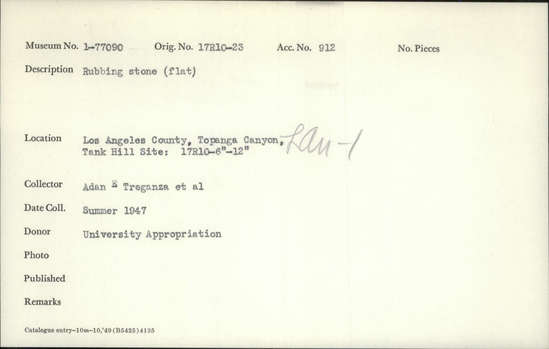 Museum No. 1-77090 Orig. No. 17R10-23 Acc. No. 912 No. Pieces
Description Rubbing stone (flat)
Location Los Angeles County, Topanga Canyon,
Tank Hill Site: 17R10-6"-12" LAn-1
Collector Adan E Treganza et al
Date Coll. Summer 1947
Donor University Appropriation
Photo
Published
Remarks
Catalogue entry-10m-10,'49 (B5425) 4135